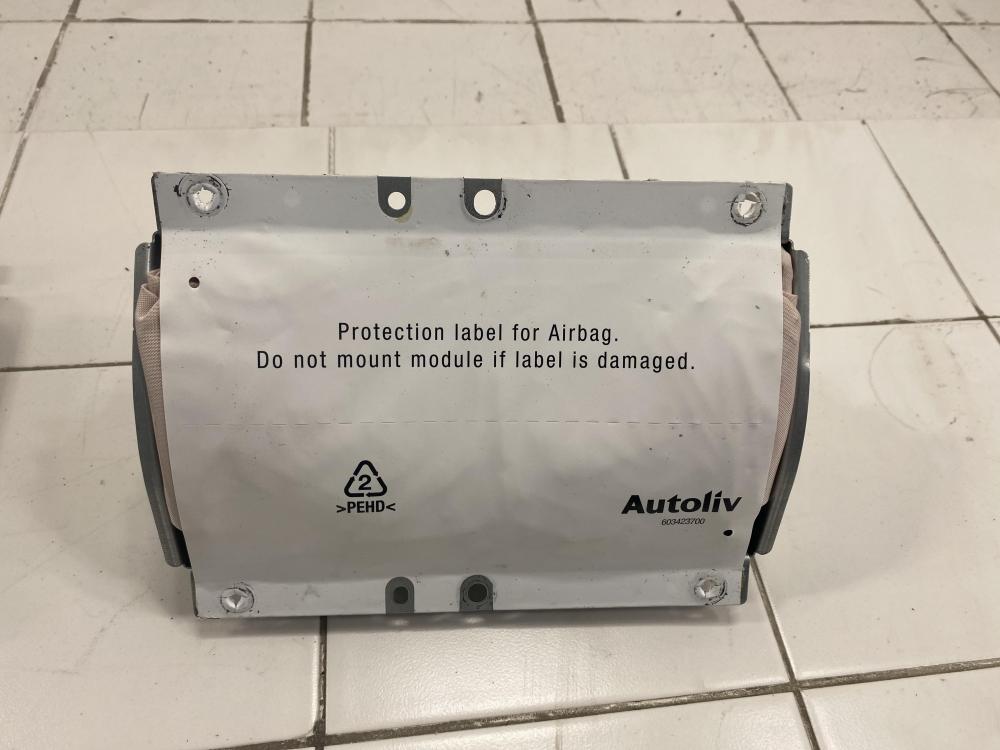 Protection label for Airbag.
Do not mount module if label is damaged.
2
>PEHD<
Autoliv
603423700